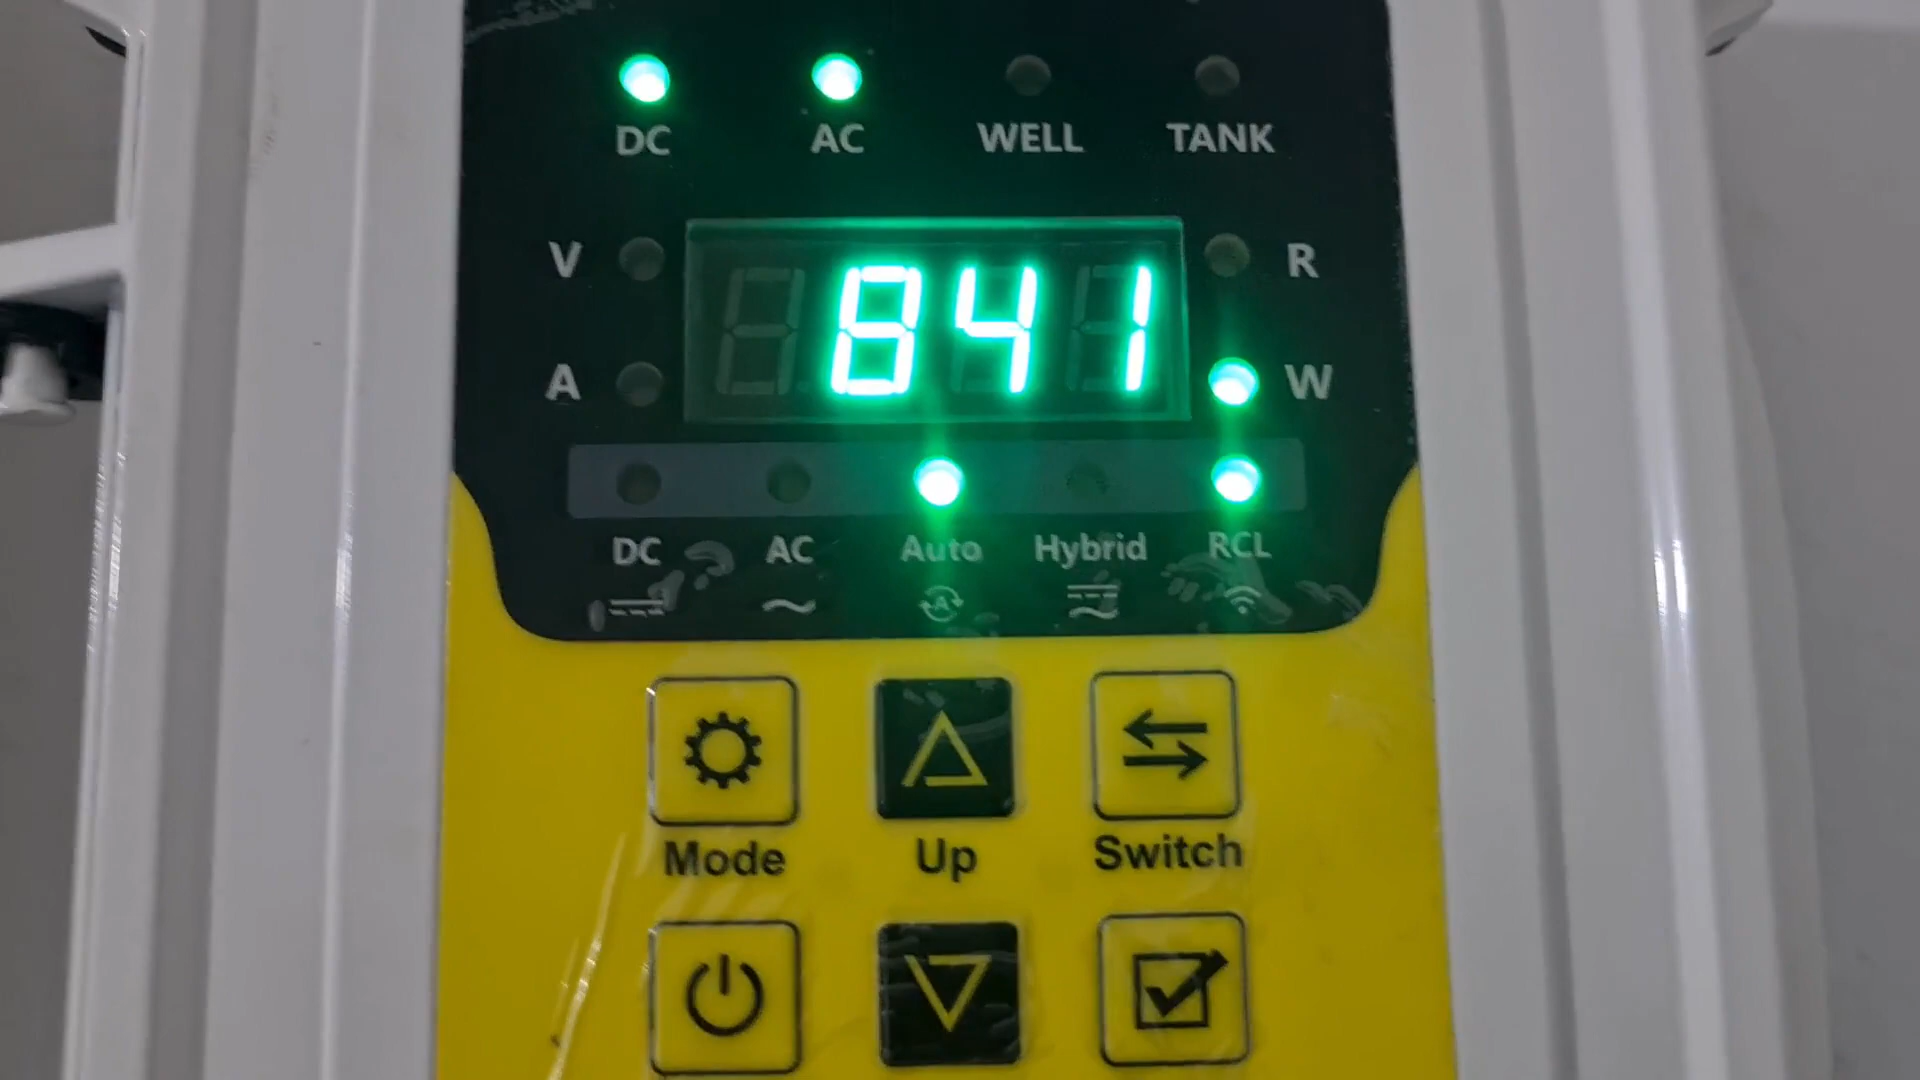 DC AC WELL TANK
V 841 R
A W
DC AC Auto Hybrid RCL
A
Mode Up Switch